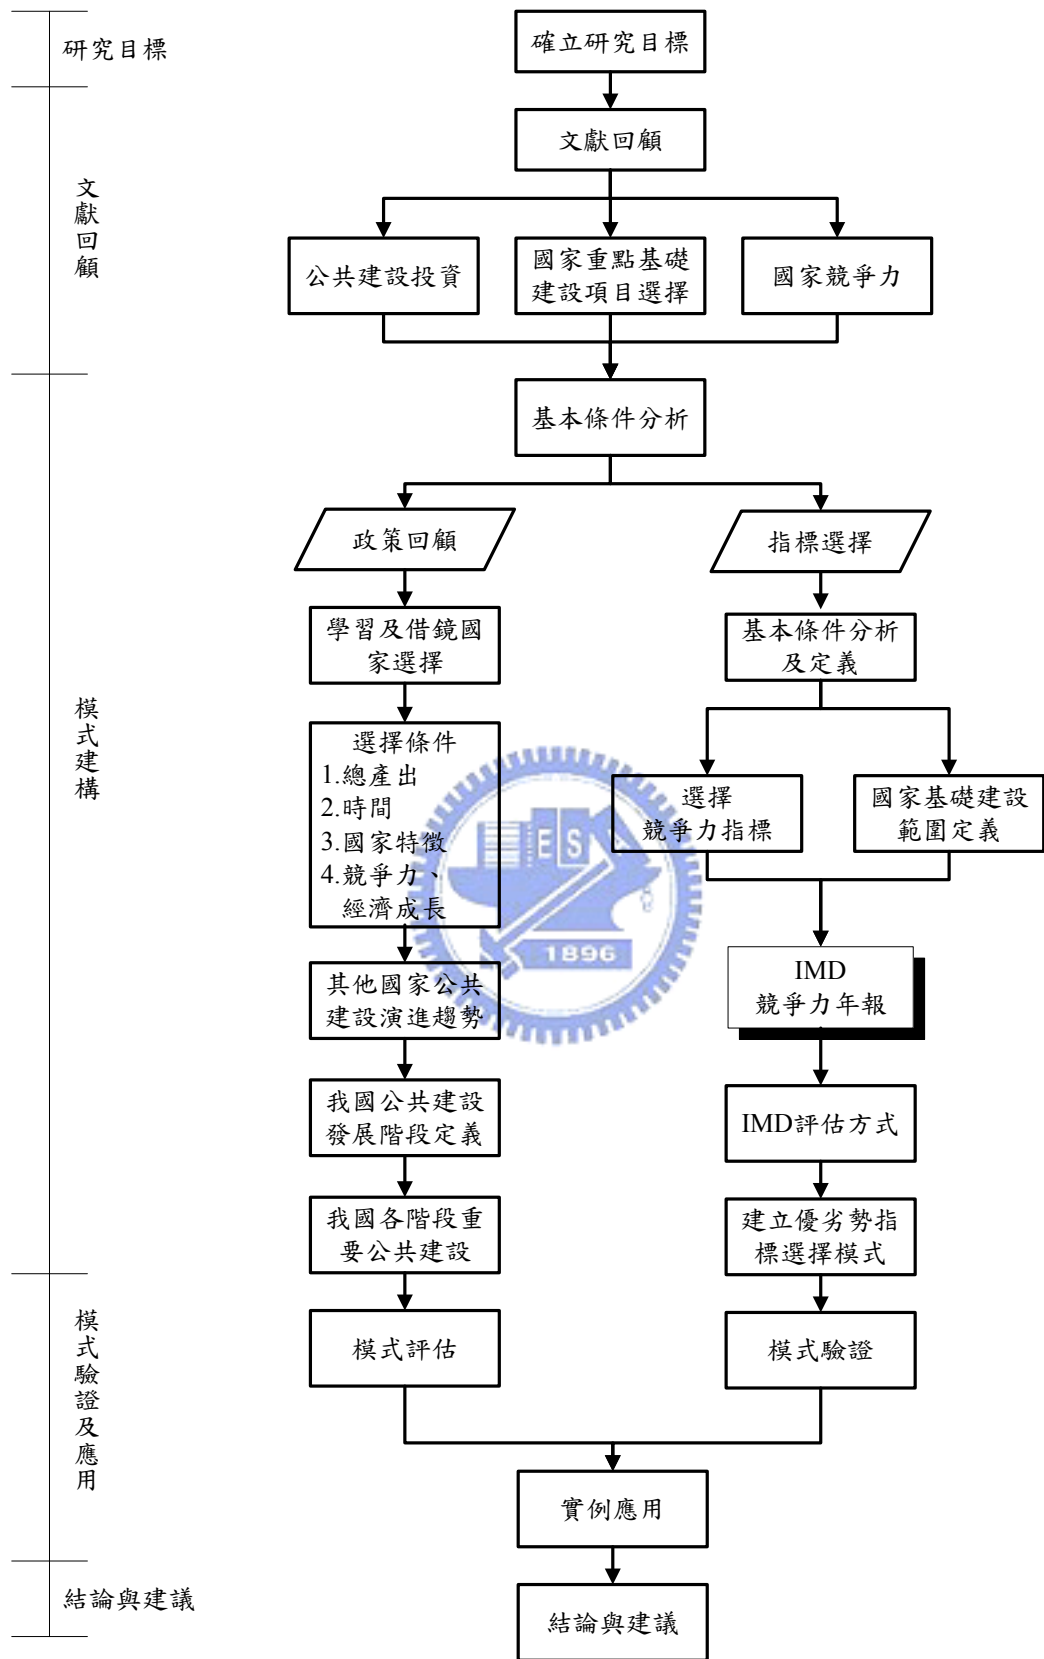 研究目標
確立研究目標
文獻回顧
文獻回顧
公共建設投資
國家重點基礎
建設項目選擇
國家競爭力
模式建構
基本條件分析
政策回顧
指標選擇
學習及借鏡國
家選擇
基本條件分析
及定義
選擇條件
1.總產出
2.時間
3.國家特徵
4.競爭力、
經濟成長
選擇
競爭力指標
國家基礎建設
範圍定義
ES
1896
其他國家公共
建設演進趨勢
IMD
競爭力年報
我國公共建設
發展階段定義
IMD評估方式
我國各階段重
要公共建設
建立優劣勢指
標選擇模式
模式驗證及應用
模式評估
模式驗證
實例應用
結論與建議
結論與建議